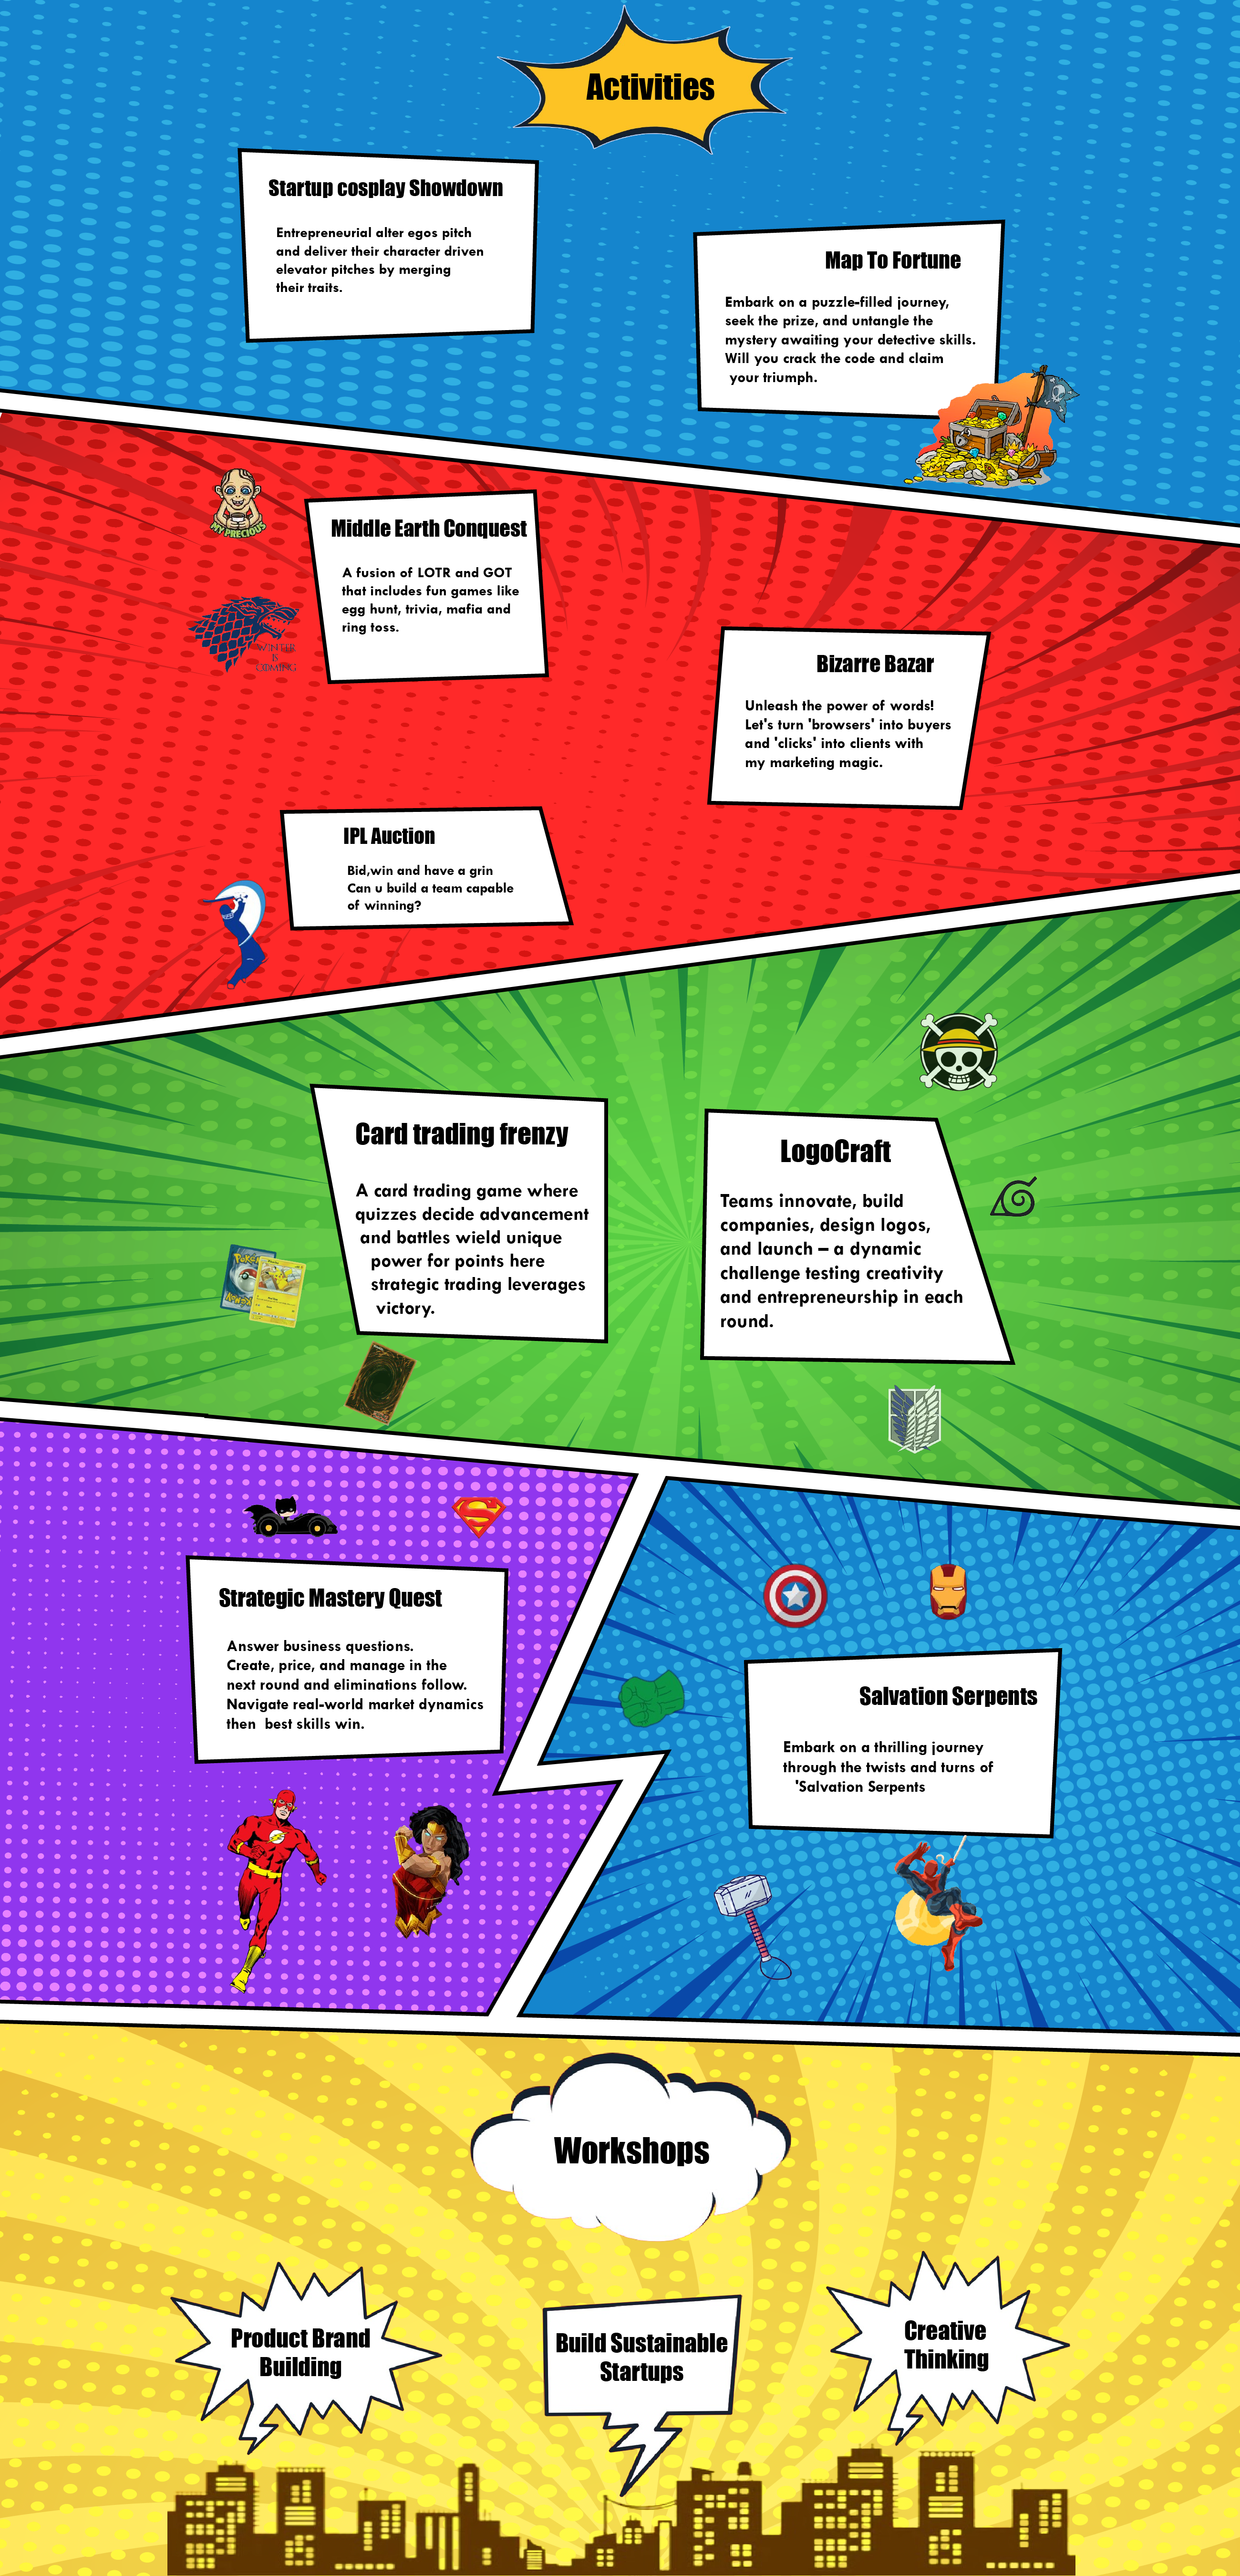 Activities
Startup cosplay Showdown
Entrepreneurial alter egos pitch
and deliver their character driven
elevator pitches by merging
their traits.
Map To Fortune
Embark on a puzzle-filled journey,
seek the prize, and untangle the
mystery awaiting your detective skills.
Will you crack the code and claim
your triumph.
MY PRECIOUS
Middle Earth Conquest
A fusion of LOTR and GOT
that includes fun games like
egg hunt, trivia, mafia and
ring toss.
WINTER
IS
COMING
Bizarre Bazar
Unleash the power of words!
Let's turn 'browsers' into buyers
and 'clicks' into clients with
my marketing magic.
IPL Auction
Bid,win and have a grin
Can u build a team capable
of winning?
Card trading frenzy
A card trading game where
quizzes decide advancement
and battles wield unique
power for points here
strategic trading leverages
victory.
LogoCraft
Teams innovate, build
companies, design logos,
and launch – a dynamic
challenge testing creativity
and entrepreneurship in each
round.
Strategic Mastery Quest
Answer business questions.
Create, price, and manage in the
next round and eliminitions follow.
Navigate real-world market dynamics
then best skills win.
Salvation Serpents
Embark on a thrilling journey
through the twists and turns of
'Salvation Serpents
Workshops
Product Brand
Building
Build Sustainable
Startups
Creative
Thinking